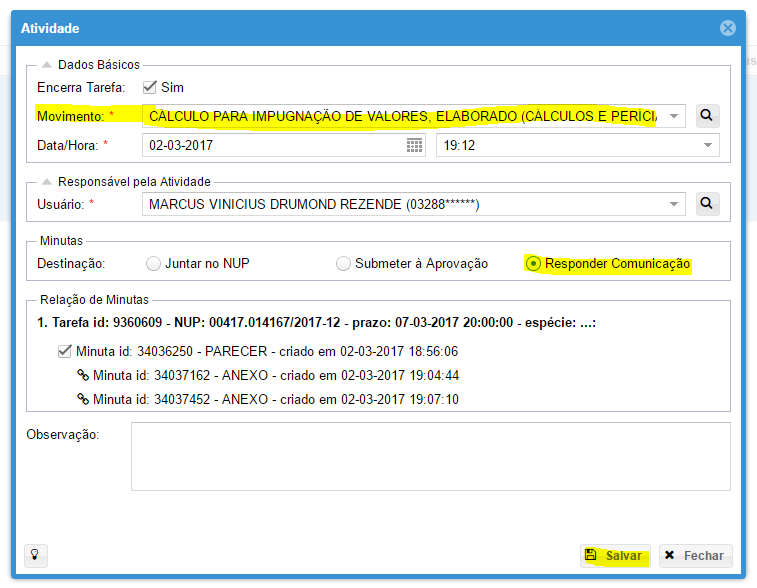 Atividade
Dados Básicos
Encerra Tarefa: Sim
Movimento: * CÁLCULO PARA IMPUGNAÇÃO DE VALORES, ELABORADO (CÁLCULOS E PERÍCI
Data/Hora: * 02-03-2017 19:12
Responsável pela Atividade
Usuário: * MARCUS VINICIUS DRUMOND REZENDE (03288******)
Minutas
Destinação: Juntar no NUP Submeter à Aprovação Responder Comunicação
Relação de Minutas
1. Tarefa id: 9360609 - NUP: 00417.014167/2017-12 - prazo: 07-03-2017 20:00:00 - espécie: ...:
Minuta id: 34036250 - PARECER - criado em 02-03-2017 18:56:06
Minuta id: 34037162 - ANEXO - criado em 02-03-2017 19:04:44
Minuta id: 34037452 - ANEXO - criado em 02-03-2017 19:07:10
Observação:
Salvar Fechar